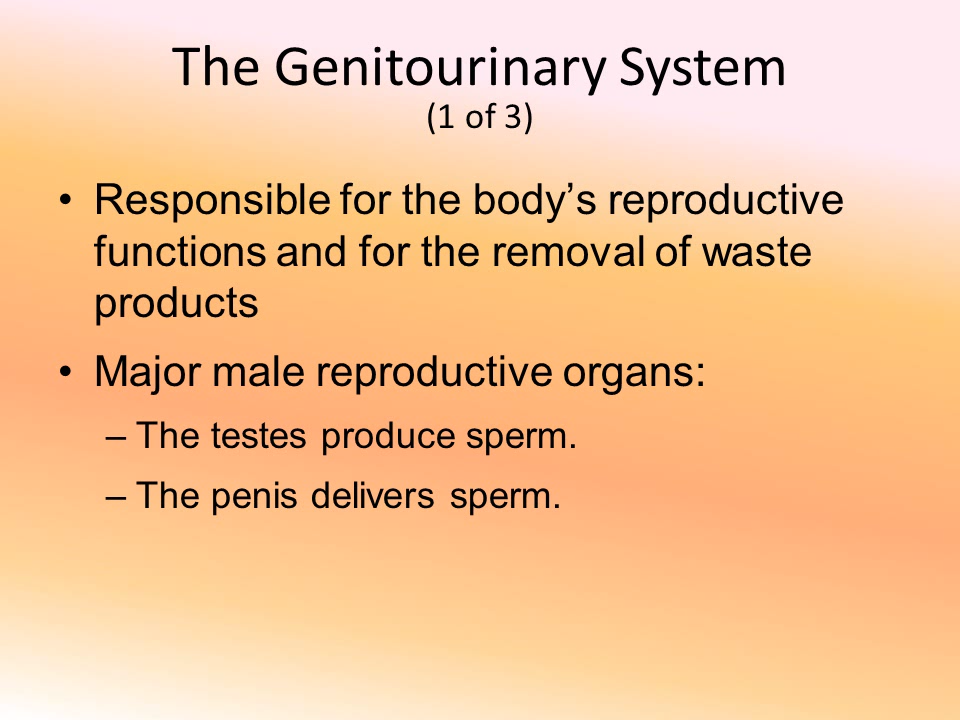 The Genitourinary System
(1 of 3)
• Responsible for the body’s reproductive
functions and for the removal of waste
products
• Major male reproductive organs:
– The testes produce sperm.
– The penis delivers sperm.